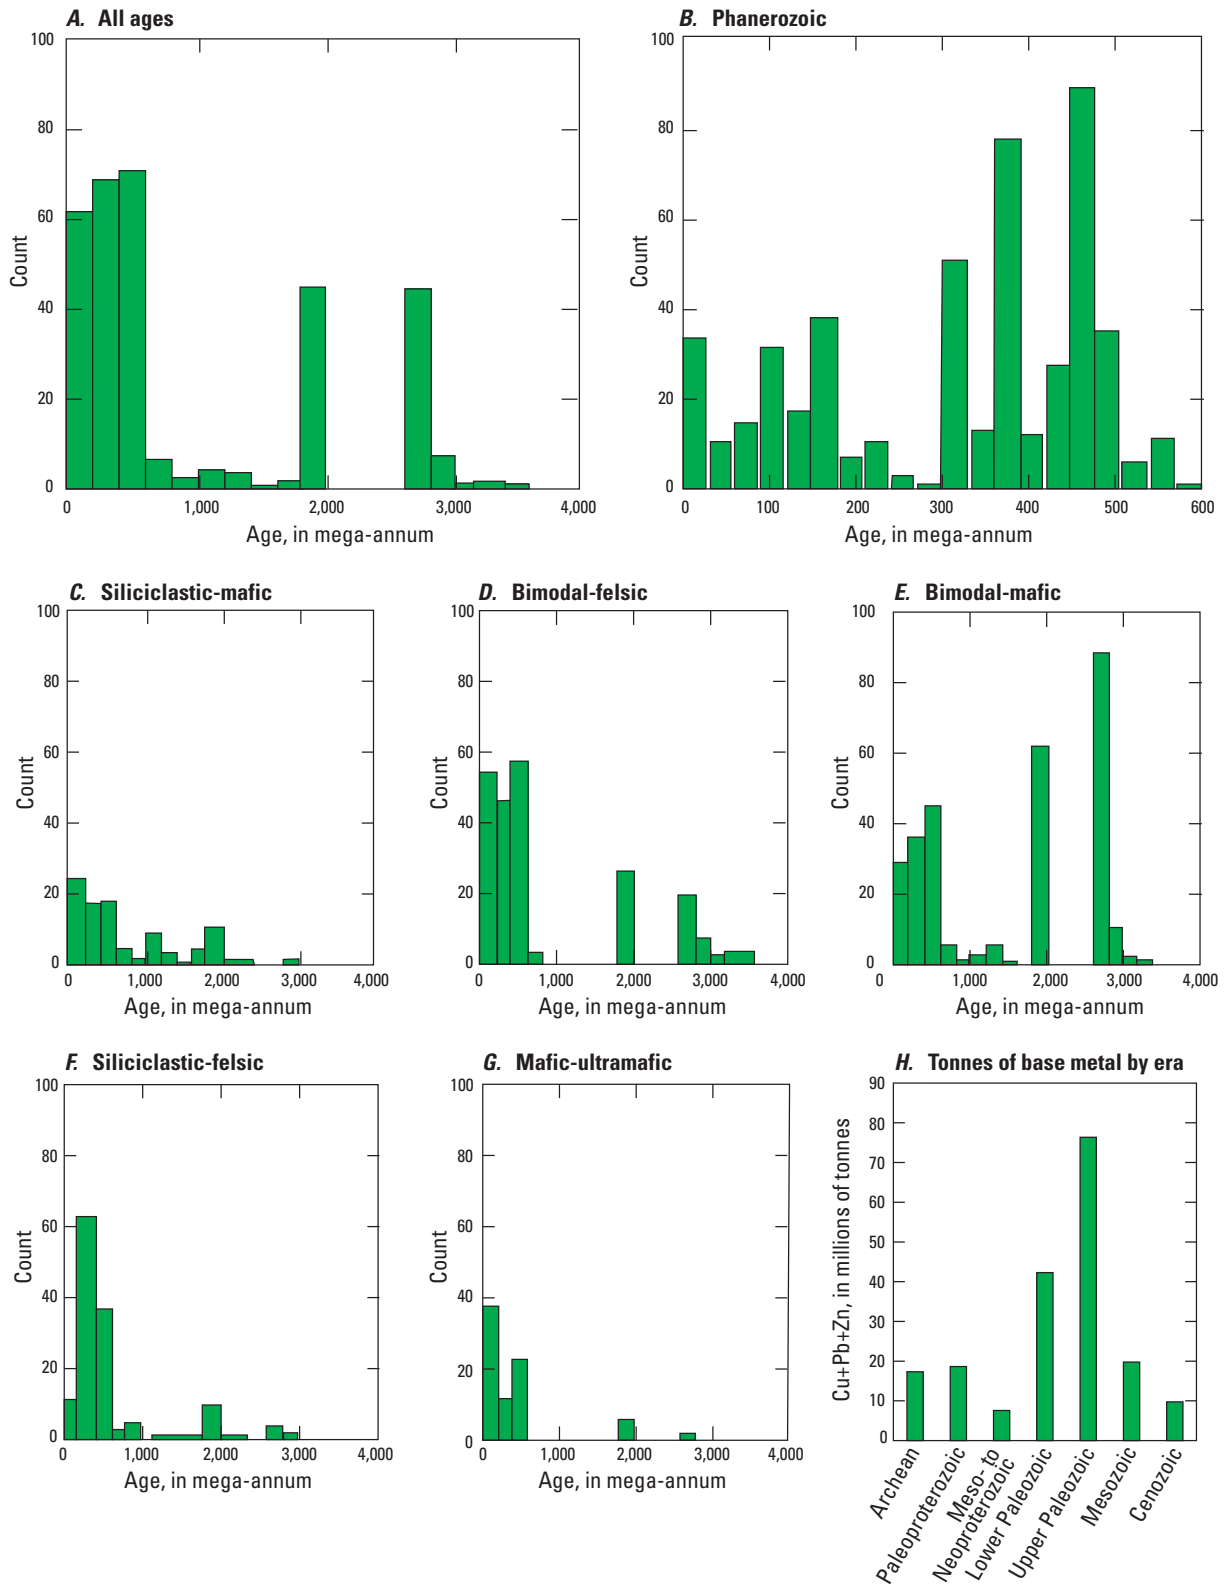 A. All ages
100
80
60
40
20
0
Count
0 1,000 2,000 3,000 4,000
Age, in mega-annum
B. Phanerozoic
100
80
60
40
20
0
Count
0 100 200 300 400 500 600
Age, in mega-annum
C. Siliciclastic-mafic
100
80
60
40
20
0
Count
0 1,000 2,000 3,000 4,000
Age, in mega-annum
D. Bimodal-felsic
100
80
60
40
20
0
Count
0 1,000 2,000 3,000 4,000
Age, in mega-annum
E. Bimodal-mafic
100
80
60
40
20
0
Count
0 1,000 2,000 3,000 4,000
Age, in mega-annum
F. Siliciclastic-felsic
100
80
60
40
20
0
Count
0 1,000 2,000 3,000 4,000
Age, in mega-annum
G. Mafic-ultramafic
100
80
60
40
20
0
Count
0 1,000 2,000 3,000 4,000
Age, in mega-annum
H. Tonnes of base metal by era
90
80
70
60
50
40
30
20
10
0
Cu+Pb+Zn, in millions of tonnes
Archean
Paleoproterozoic
Meso- to
Neoproterozoic
Lower Paleozoic
Upper Paleozoic
Mesozoic
Cenozoic